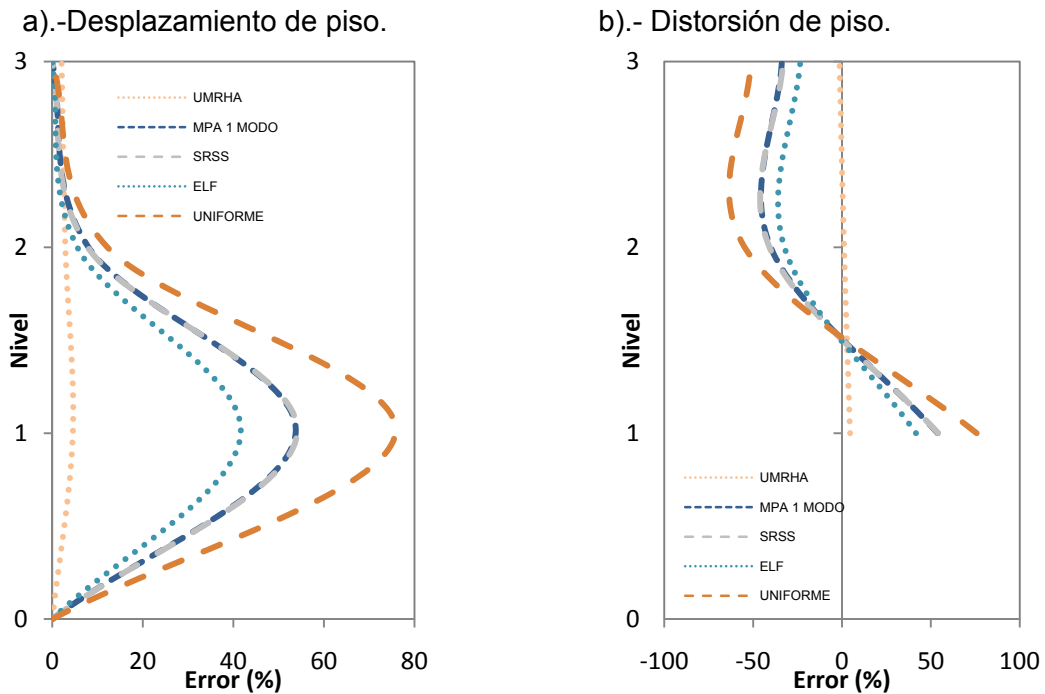 a).-Desplazamiento de piso.
3
2
1
0
Nivel
UMRHA
MPA 1 MODO
SRSS
ELF
UNIFORME
0 20 40 60 80
Error (%)
b).- Distorsión de piso.
3
2
1
0
Nivel
UMRHA
MPA 1 MODO
SRSS
ELF
UNIFORME
-100 -50 0 50 100
Error (%)